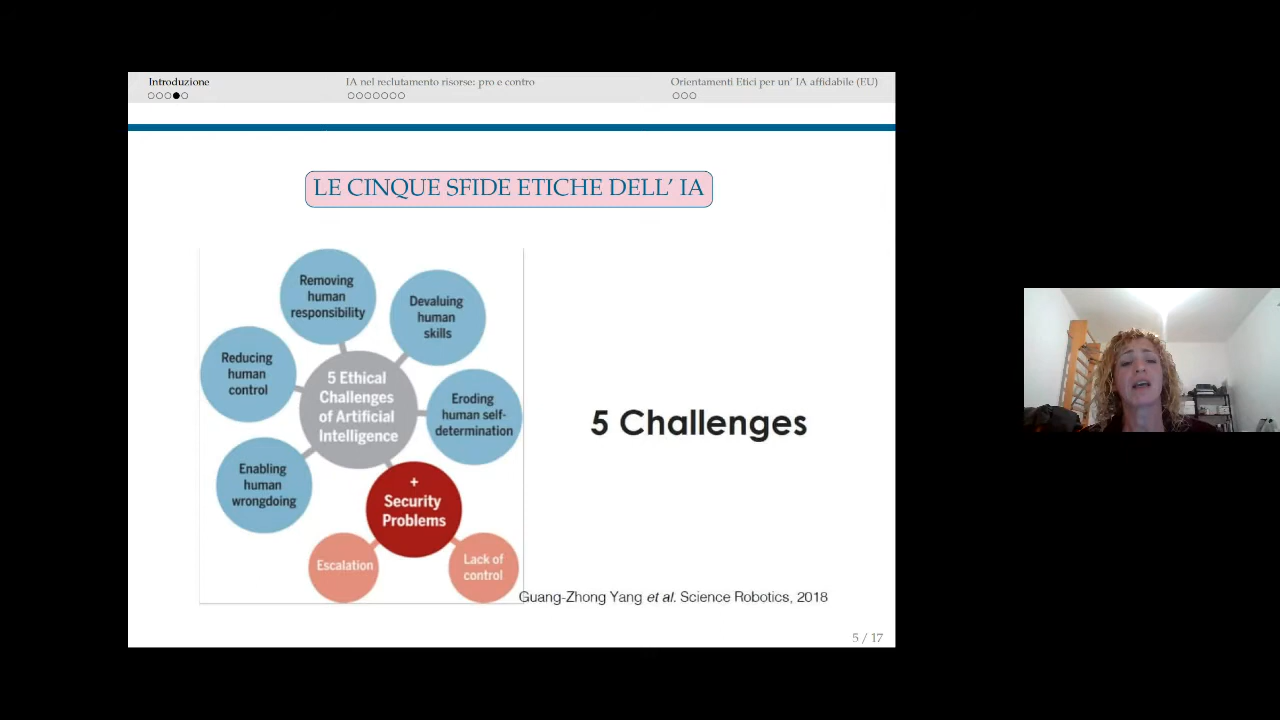 Introduzione
IA nel reclutamento risorse: pro e contro
Orientamenti Etici per un' IA affidabile (EU)
LE CINQUE SFIDE ETICHE DELL' IA
Removing
human
responsibility
Devaluing
human
skills
Reducing
human
control
5 Ethical
Challenges
of Artificial
Intelligence
Eroding
human self-
determination
Enabling
human
wrongdoing
+
Security
Problems
Escalation
Lack of
control
5 Challenges
Guang-Zhong Yang et al. Science Robotics, 2018
5 / 17